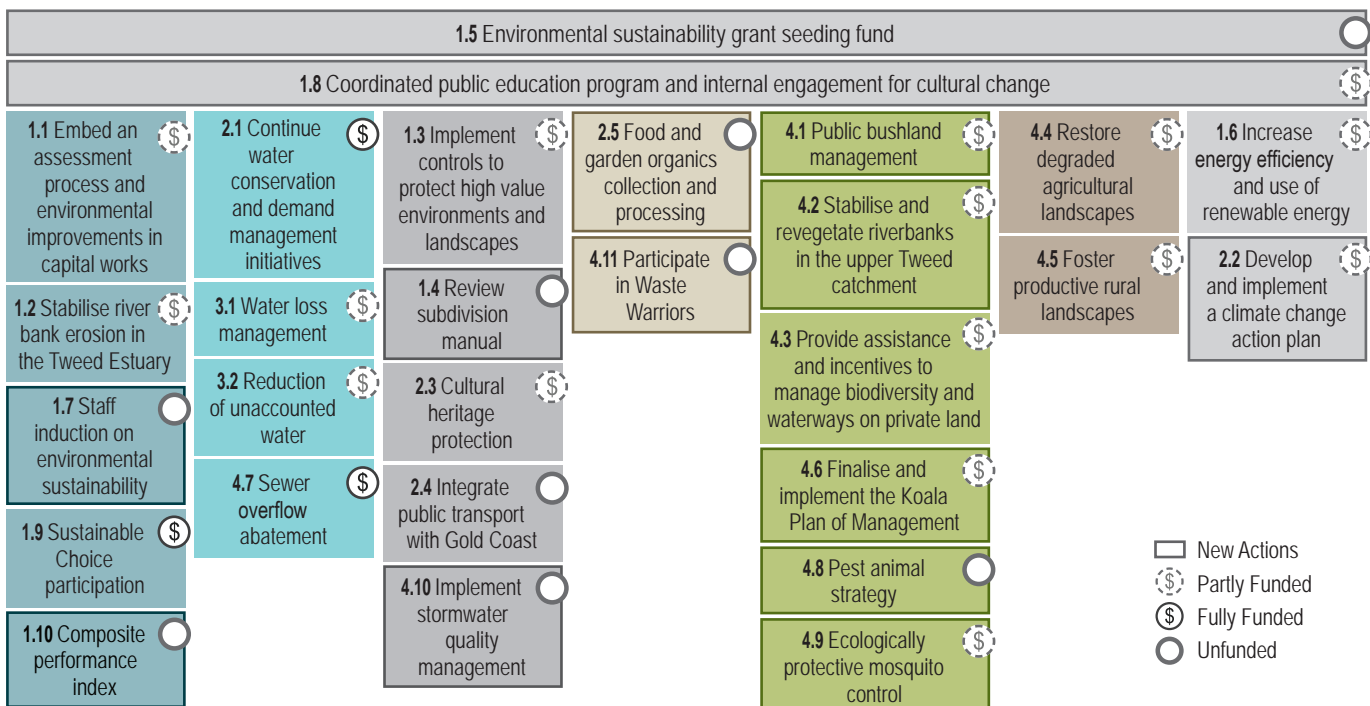 1.5 Environmental sustainability grant seeding fund
1.8 Coordinated public education program and internal engagement for cultural change
$
1.1 Embed an
assessment
process and
environmental
improvements in
capital works
$
1.2 Stabilise river
bank erosion in
the Tweed Estuary
$
1.7 Staff
induction on
environmental
sustainability
1.9 Sustainable
Choice
participation
$
1.10 Composite
performance
index
2.1 Continue
water
conservation
and demand
management
initiatives
$
3.1 Water loss
management
$
3.2 Reduction
of unaccounted
water
$
4.7 Sewer
overflow
abatement
$
1.3 Implement
controls to
protect high value
environments and
landscapes
$
1.4 Review
subdivision
manual
2.3 Cultural
heritage
protection
$
2.4 Integrate
public transport
with Gold Coast
4.10 Implement
stormwater
quality
management
2.5 Food and
garden organics
collection and
processing
4.11 Participate
in Waste
Warriors
4.1 Public bushland
management
$
4.2 Stabilise and
revegetate riverbanks
in the upper Tweed
catchment
$
4.3 Provide assistance
and incentives to
manage biodiversity and
waterways on private land
$
4.6 Finalise and
implement the Koala
Plan of Management
$
4.8 Pest animal
strategy
4.9 Ecologically
protective mosquito
control
$
4.4 Restore
degraded
agricultural
landscapes
$
4.5 Foster
productive rural
landscapes
$
1.6 Increase
energy efficiency
and use of
renewable energy
$
2.2 Develop
and implement
a climate change
action plan
$
New Actions
$ Partly Funded
$ Fully Funded
Unfunded